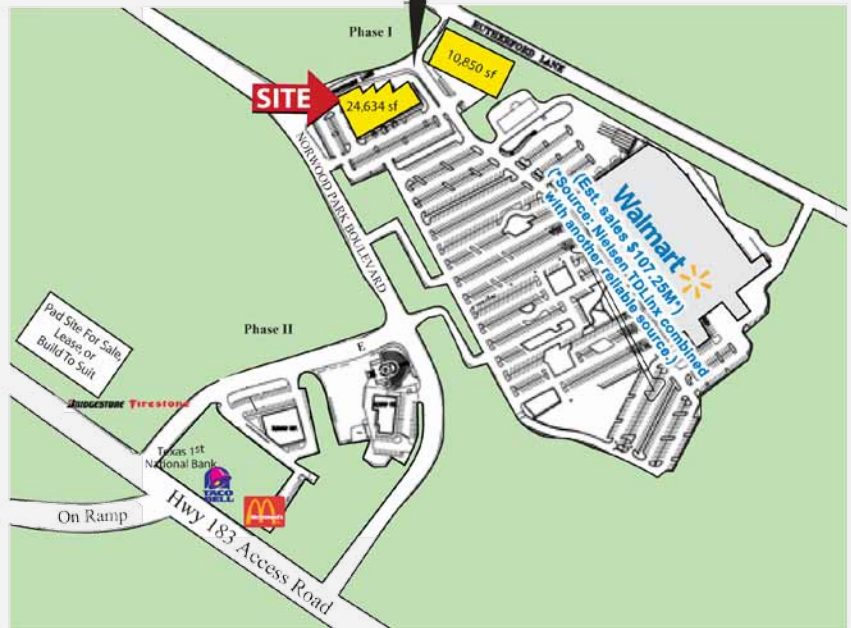 Phase I
RUTHERFORD LANE
10,850 sf
SITE
24,634 sf
NORWOOD PARK BOULEVARD
Walmart
(Est. sales $107.25M*)
(*Source: Nielsen TDLinx combined
with another reliable source.)
Phase II
E
Pad Site For Sale,
Lease, or
Build To Suit
BRIDGESTONE Firestone
Texas 1st
National Bank
TACO
BELL
McDonald's
On Ramp
Hwy 183 Access Road